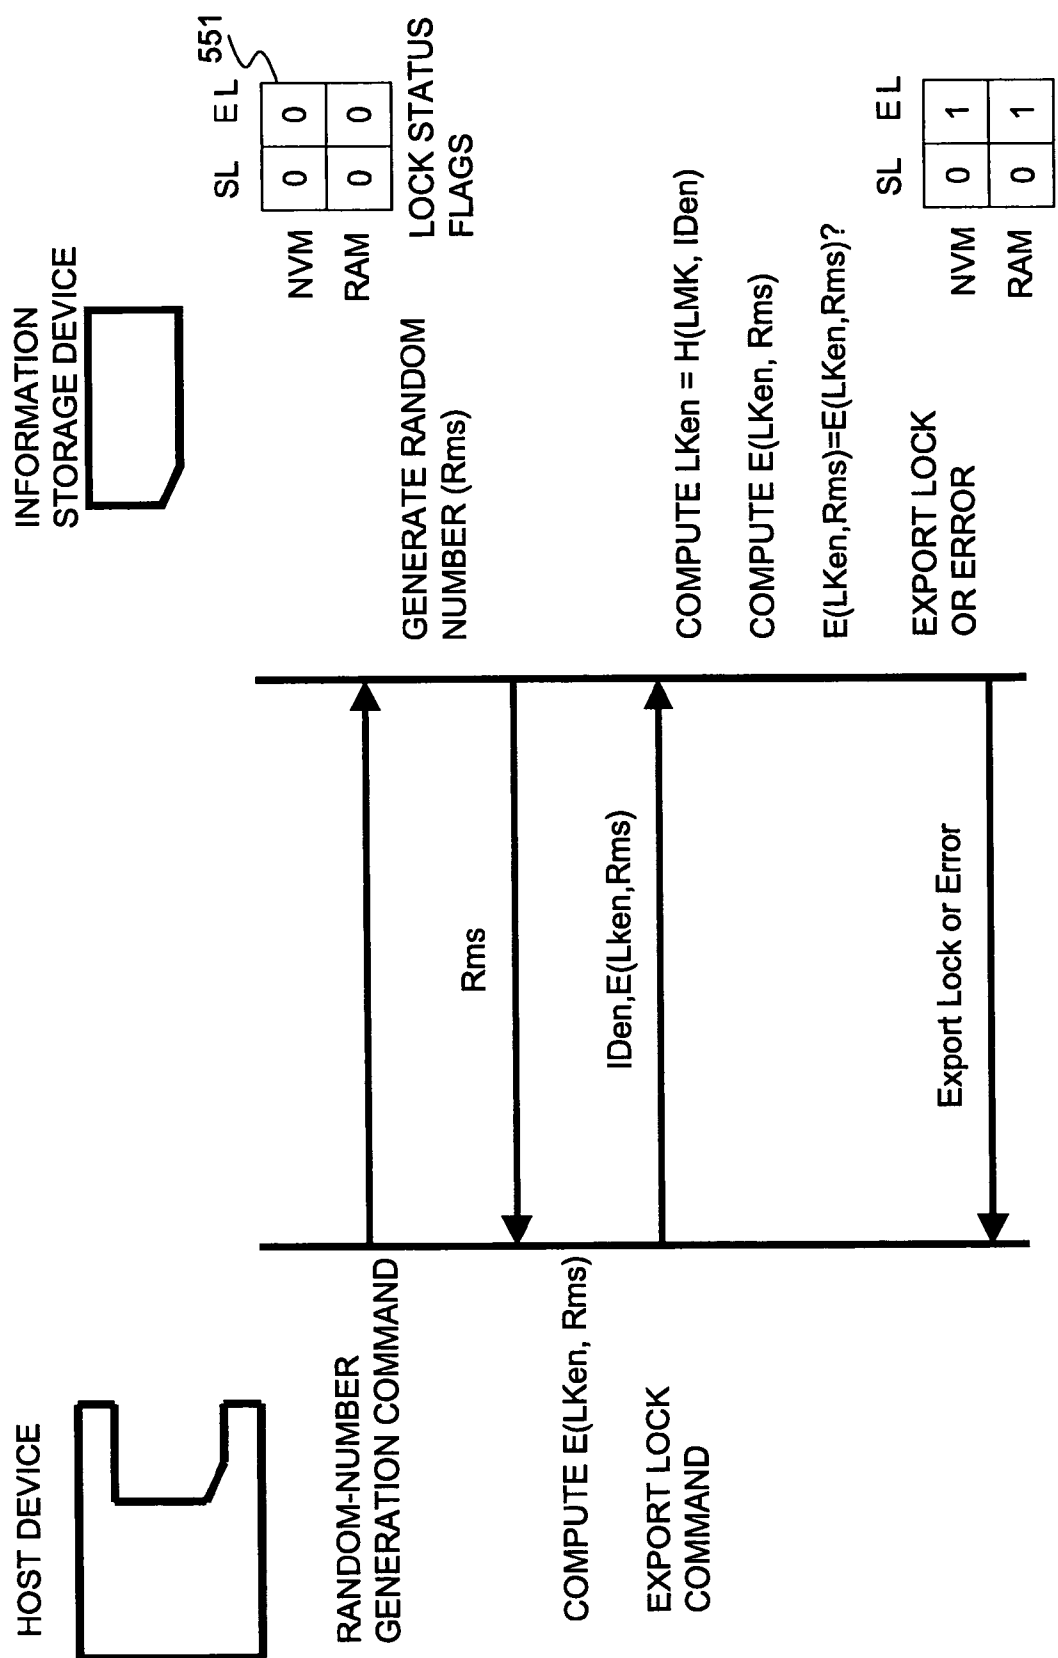 HOST DEVICE
INFORMATION
STORAGE DEVICE
SL EL
551
NVM 0 0
RAM 0 0
LOCK STATUS
FLAGS
RANDOM-NUMBER
GENERATION COMMAND
GENERATE RANDOM
NUMBER (Rms)
Rms
COMPUTE E(LKen, Rms)
EXPORT LOCK
COMMAND
IDen,E(Lken,Rms)
COMPUTE LKen = H(LMK, IDen)
COMPUTE E(LKen, Rms)
E(LKen,Rms)=E(LKen,Rms)?
EXPORT LOCK
OR ERROR
Export Lock or Error
SL EL
NVM 0 1
RAM 0 1